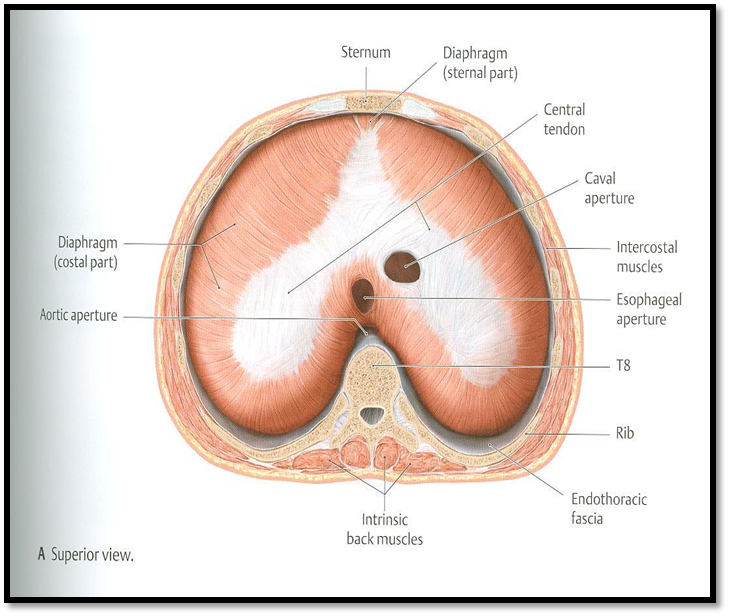 Sternum
Diaphragm
(sternal part)
Central
tendon
Caval
aperture
Diaphragm
(costal part)
Intercostal
muscles
Aortic aperture
Esophageal
aperture
T8
Rib
Endothoracic
fascia
Intrinsic
back muscles
A Superior view.